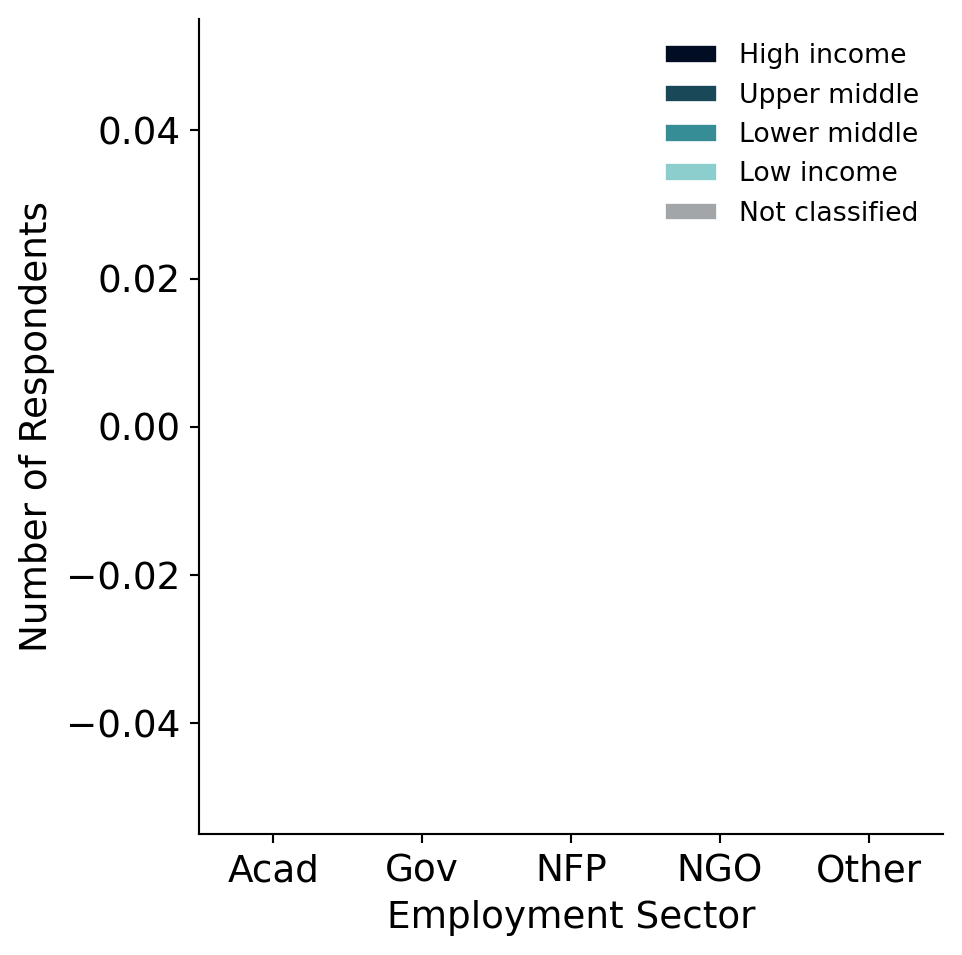 High income
Upper middle
Lower middle
Low income
Not classified
Number of Respondents
0.04
0.02
0.00
−0.02
−0.04
Acad Gov NFP NGO Other
Employment Sector